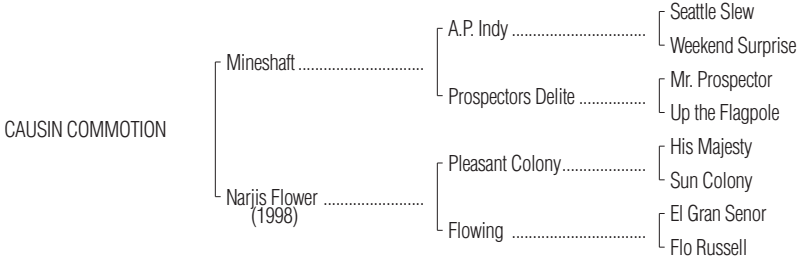 Seattle Slew
A.P. Indy ................................
Weekend Surprise
Mineshaft ..............................
Mr. Prospector
Prospectors Delite ................
Up the Flagpole
CAUSIN COMMOTION
His Majesty
Pleasant Colony....................
Sun Colony
Narjis Flower ........................
(1998)
El Gran Senor
Flowing ................................
Flo Russell